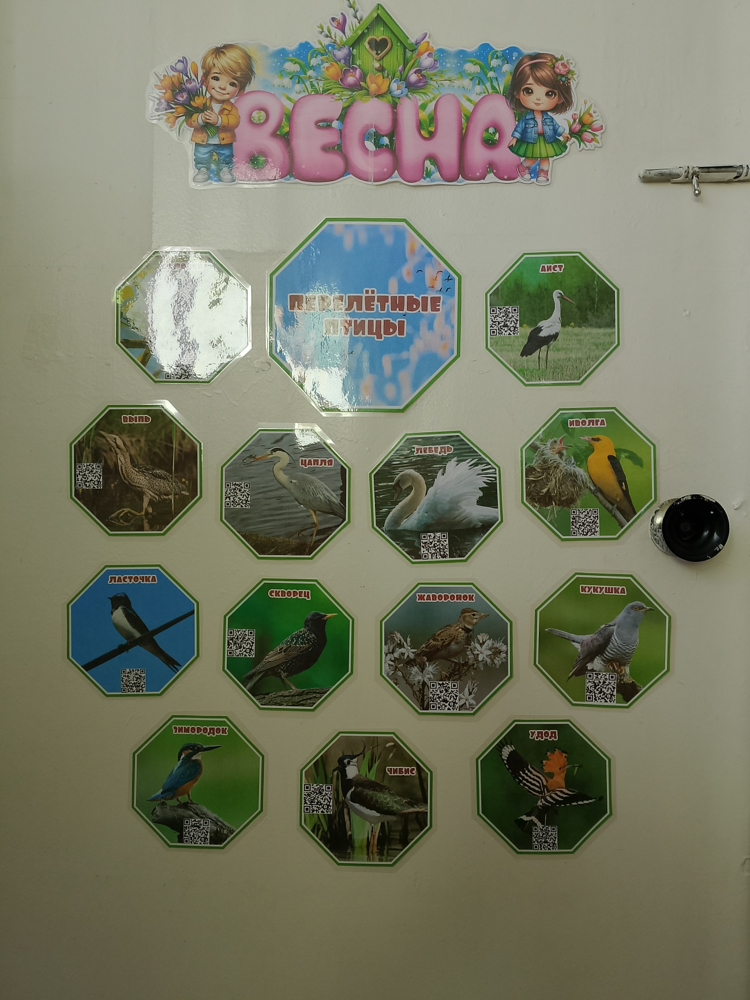 ВЕСНА
ПЕРЕЛЁТНЫЕ
ПТИЦЫ
АИСТ
ВЫПЬ
ЦАПЛЯ
ЛЕБЕДЬ
ИВОЛГА
ЛАСТОЧКА
СКВОРЕЦ
ЖАВОРОНОК
КУКУШКА
ЗИМОРОДОК
ЧИБИС
УДОД